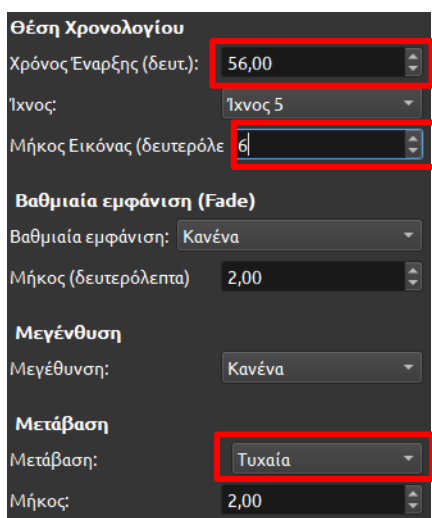 Θέση Χρονολογίου
Χρόνος Έναρξης (δευτ.): 56,00
Ίχνος: Ίχνος 5
Μήκος Εικόνας (δευτερόλε 6
Βαθμιαία εμφάνιση (Fade)
Βαθμιαία εμφάνιση: Κανένα
Μήκος (δευτερόλεπτα) 2,00
Μεγένθυση
Μεγέθυνση: Κανένα
Μετάβαση
Μετάβαση: Τυχαία
Μήκος: 2,00